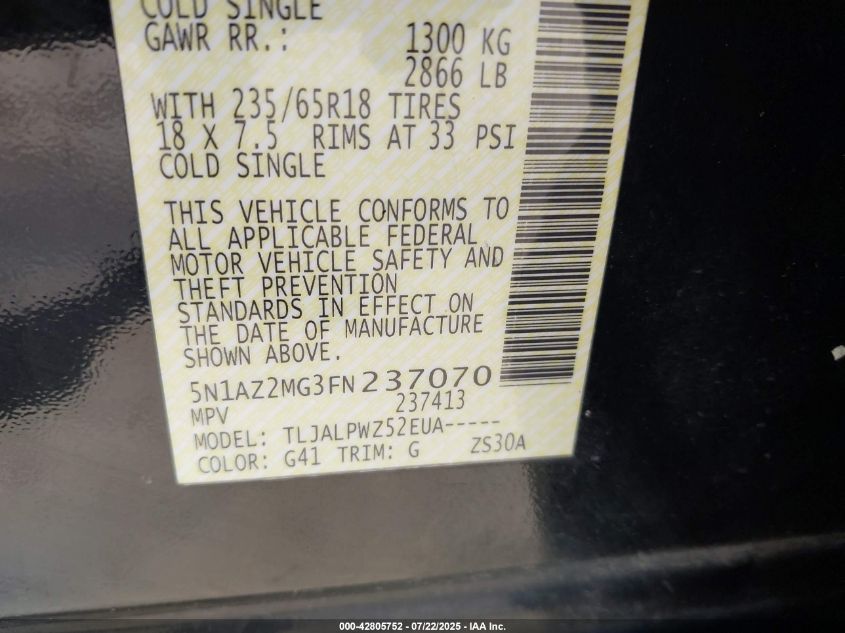 COLD SINGLE
GAWR RR.: 1300 KG
2866 LB
WITH 235/65R18 TIRES
18 X 7.5 RIMS AT 33 PSI
COLD SINGLE
THIS VEHICLE CONFORMS TO
ALL APPLICABLE FEDERAL
MOTOR VEHICLE SAFETY AND
THEFT PREVENTION
STANDARDS IN EFFECT ON
THE DATE OF MANUFACTURE
SHOWN ABOVE.
5N1AZ2MG3FN237070
MPV 237413
MODEL: TLJALPWZ52EUA-----
COLOR: G41 TRIM: G ZS30A
000-42805752 - 07/22/2025 - IAA Inc.